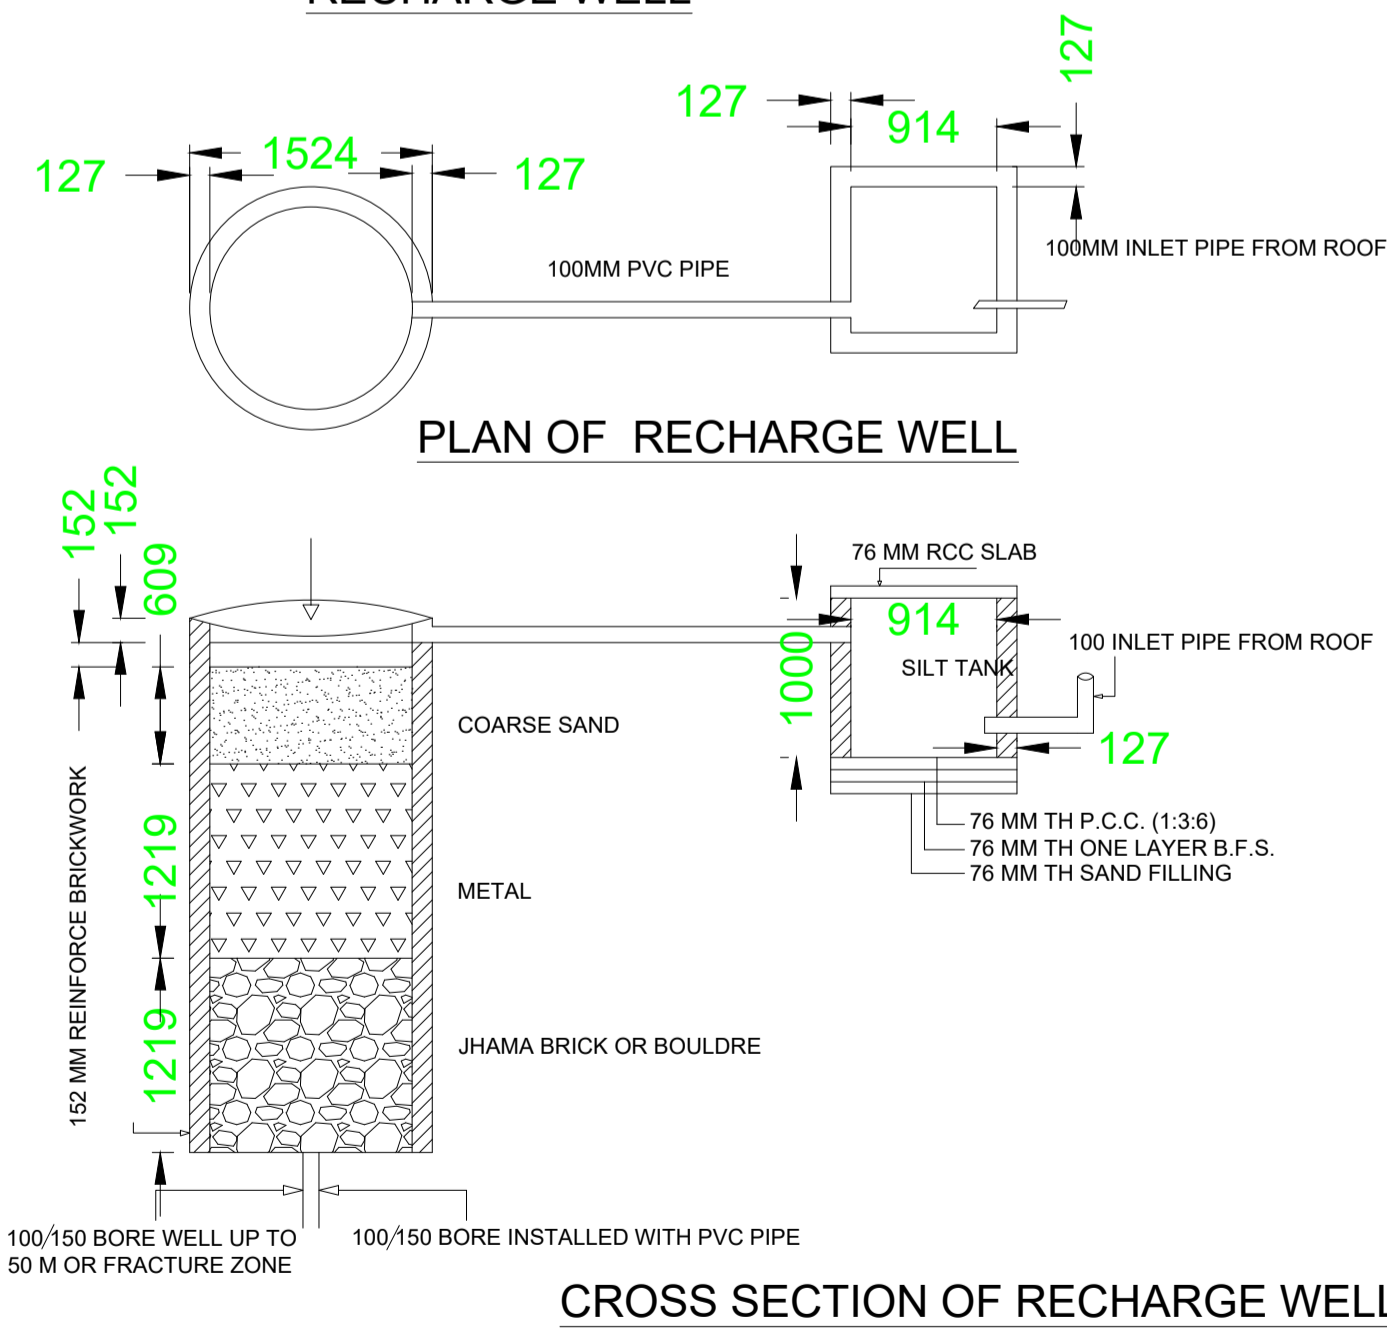 RECHARGE WELL
127
127
914
1524
127
127
100MM INLET PIPE FROM ROOF
100MM PVC PIPE
PLAN OF RECHARGE WELL
152
152
609
76 MM RCC SLAB
914
1000
100 INLET PIPE FROM ROOF
SILT TANK
COARSE SAND
127
152 MM REINFORCE BRICKWORK
1219
76 MM TH P.C.C. (1:3:6)
76 MM TH ONE LAYER B.F.S.
76 MM TH SAND FILLING
METAL
1219
JHAMA BRICK OR BOULDRE
100/150 BORE WELL UP TO
50 M OR FRACTURE ZONE
100/150 BORE INSTALLED WITH PVC PIPE
CROSS SECTION OF RECHARGE WELL